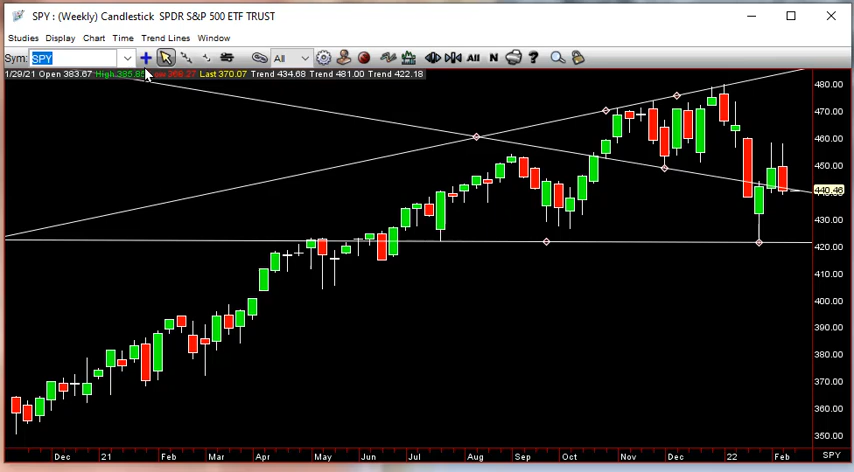 SPY : (Weekly) Candlestick SPDR S&P 500 ETF TRUST
Studies Display Chart Time Trend Lines Window
Sym: SPY All All N ?
1/29/21 Open 383.67 High 385.85 Low 368.27 Last 370.07 Trend 434.68 Trend 481.00 Trend 422.18
480.00
470.00
460.00
450.00
440.46
430.00
420.00
410.00
400.00
390.00
380.00
370.00
360.00
350.00
Dec 21 Feb Mar Apr May Jun Jul Aug Sep Oct Nov Dec 22 Feb SPY